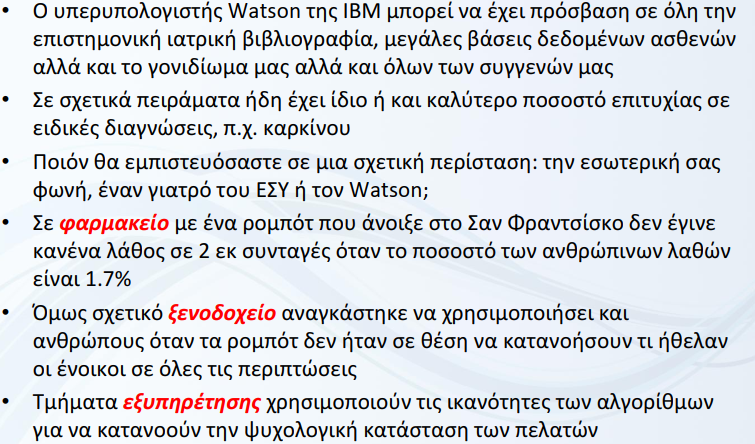 • Ο υπερυπολογιστής Watson της IBM μπορεί να έχει πρόσβαση σε όλη την
επιστημονική ιατρική βιβλιογραφία, μεγάλες βάσεις δεδομένων ασθενών
αλλά και το γονιδίωμα μας αλλά και όλων των συγγενών μας
• Σε σχετικά πειράματα ήδη έχει ίδιο ή και καλύτερο ποσοστό επιτυχίας σε
ειδικές διαγνώσεις, π.χ. καρκίνου
• Ποιόν θα εμπιστευόσαστε σε μια σχετική περίσταση: την εσωτερική σας
φωνή, έναν γιατρό του ΕΣΥ ή τον Watson;
• Σε φαρμακείο με ένα ρομπότ που άνοιξε στο Σαν Φραντσίσκο δεν έγινε
κανένα λάθος σε 2 εκ συνταγές όταν το ποσοστό των ανθρώπινων λαθών
είναι 1.7%
• Όμως σχετικό ξενοδοχείο αναγκάστηκε να χρησιμοποιήσει και
ανθρώπους όταν τα ρομπότ δεν ήταν σε θέση να κατανοήσουν τι ήθελαν
οι ένοικοι σε όλες τις περιπτώσεις
• Τμήματα εξυπηρέτησης χρησιμοποιούν τις ικανότητες των αλγορίθμων
για να κατανοούν την ψυχολογική κατάσταση των πελατών